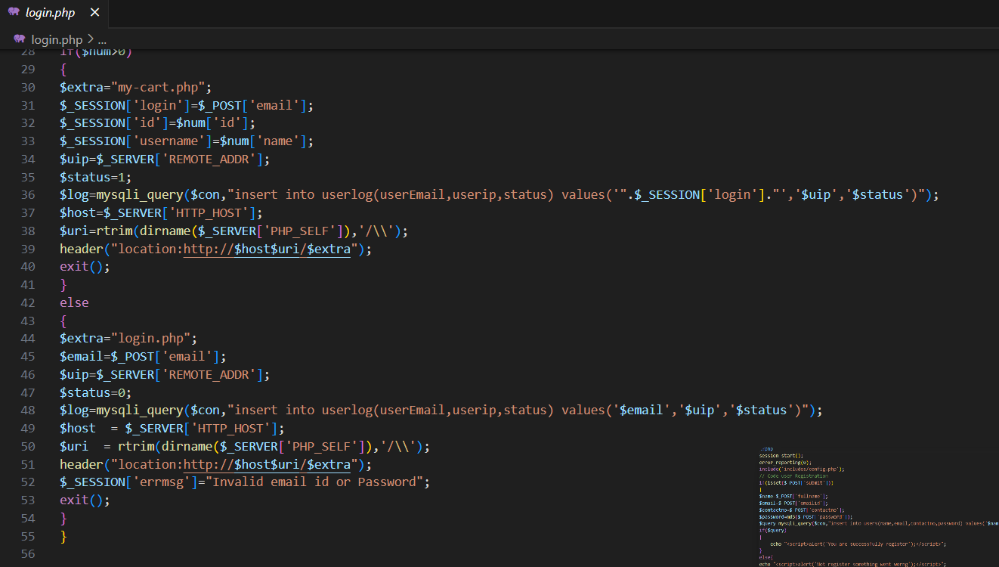 login.php
login.php > ...
28 if($num>0)
29 {
30 $extra="my-cart.php";
31 $_SESSION['login']=$_POST['email'];
32 $_SESSION['id']=$num['id'];
33 $_SESSION['username']=$num['name'];
34 $uip=$_SERVER['REMOTE_ADDR'];
35 $status=1;
36 $log=mysqli_query($con,"insert into userlog(userEmail,userip,status) values('".$_SESSION['login']."','$uip','$status')");
37 $host=$_SERVER['HTTP_HOST'];
38 $uri=rtrim(dirname($_SERVER['PHP_SELF']),'/\\');
39 header("location:http://$host$uri/$extra");
40 exit();
41 }
42 else
43 {
44 $extra="login.php";
45 $email=$_POST['email'];
46 $uip=$_SERVER['REMOTE_ADDR'];
47 $status=0;
48 $log=mysqli_query($con,"insert into userlog(userEmail,userip,status) values('$email','$uip','$status')");
49 $host  = $_SERVER['HTTP_HOST'];
50 $uri  = rtrim(dirname($_SERVER['PHP_SELF']),'/\\');
51 header("location:http://$host$uri/$extra");
52 $_SESSION['errmsg']="Invalid email id or Password";
53 exit();
54 }
55 }
56
session_start();
error_reporting(0);
include('includes/config.php');
// Code user Registration
if(isset($_POST['submit']))
{
$name=$_POST['fullname'];
$email=$_POST['emailid'];
$contactno=$_POST['contactno'];
$password=md5($_POST['password']);
$query=mysqli_query($con,"insert into users(name,email,contactno,password) values('$nam
if($query)
{
echo "<script>alert('You are successfully register');</script>";
}
else{
echo "<script>alert('Not register something went worng');</script>";